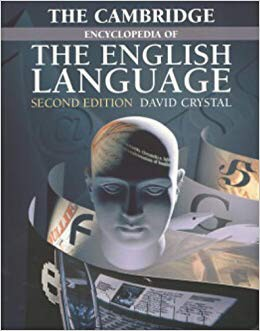 THE CAMBRIDGE
ENCYCLOPEDIA OF
THE ENGLISH
LANGUAGE
SECOND EDITION DAVID CRYSTAL